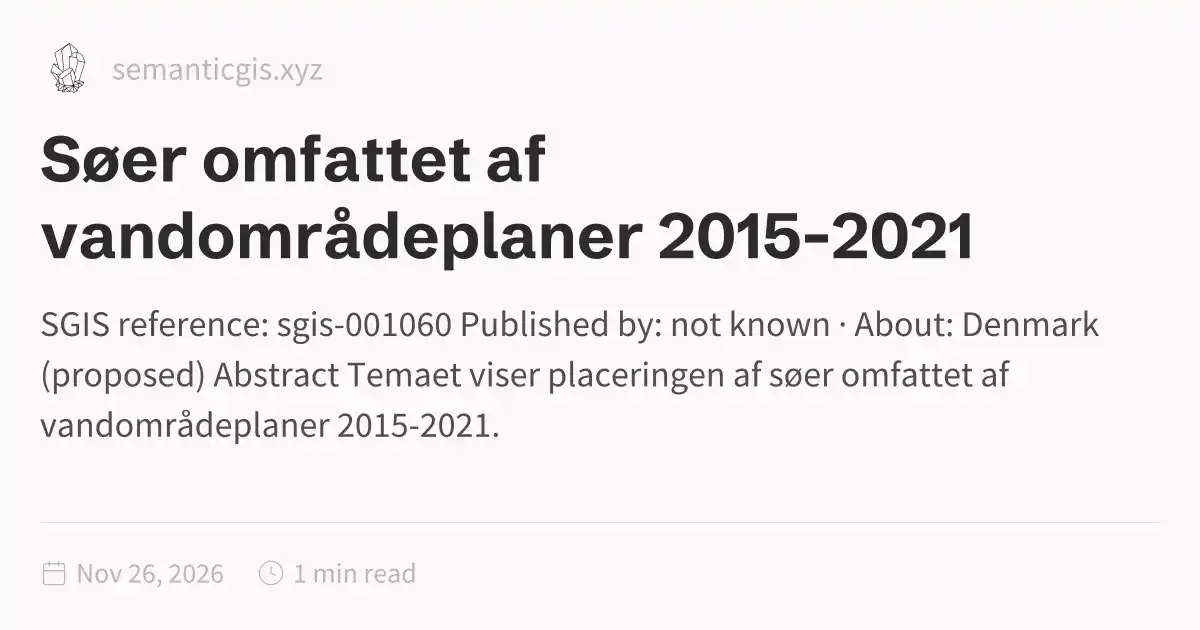 semanticgis.xyz
Søer omfattet af
vandområdeplaner 2015-2021
SGIS reference: sgis-001060 Published by: not known · About: Denmark
(proposed) Abstract Temaet viser placeringen af søer omfattet af
vandområdeplaner 2015-2021.
Nov 26, 2026 1 min read